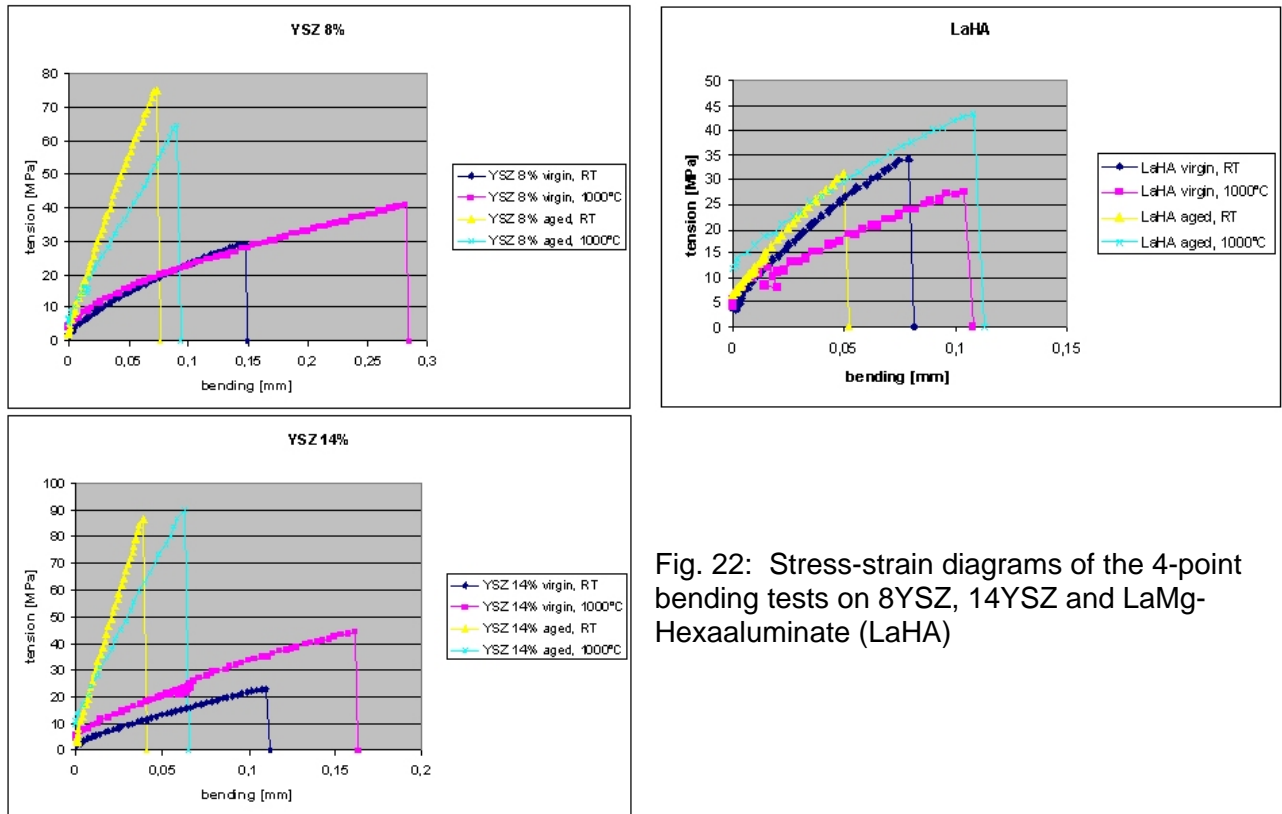 YSZ 8%
80
70
60
50
40
30
20
10
0
tension [MPa]
0 0,05 0,1 0,15 0,2 0,25 0,3
bending [mm]
YSZ 8% virgin, RT
YSZ 8% virgin, 1000°C
YSZ 8% aged, RT
YSZ 8% aged, 1000°C
LaHA
50
45
40
35
30
25
20
15
10
5
0
tension [MPa]
0 0,05 0,1 0,15
bending [mm]
LaHA virgin, RT
LaHA virgin, 1000°C
LaHA aged, RT
LaHA aged, 1000°C
YSZ 14%
100
90
80
70
60
50
40
30
20
10
0
tension [MPa]
0 0,05 0,1 0,15 0,2
bending [mm]
YSZ 14% virgin, RT
YSZ 14% virgin, 1000°C
YSZ 14% aged, RT
YSZ 14% aged, 1000°C
Fig. 22: Stress-strain diagrams of the 4-point
bending tests on 8YSZ, 14YSZ and LaMg-
Hexaaluminate (LaHA)